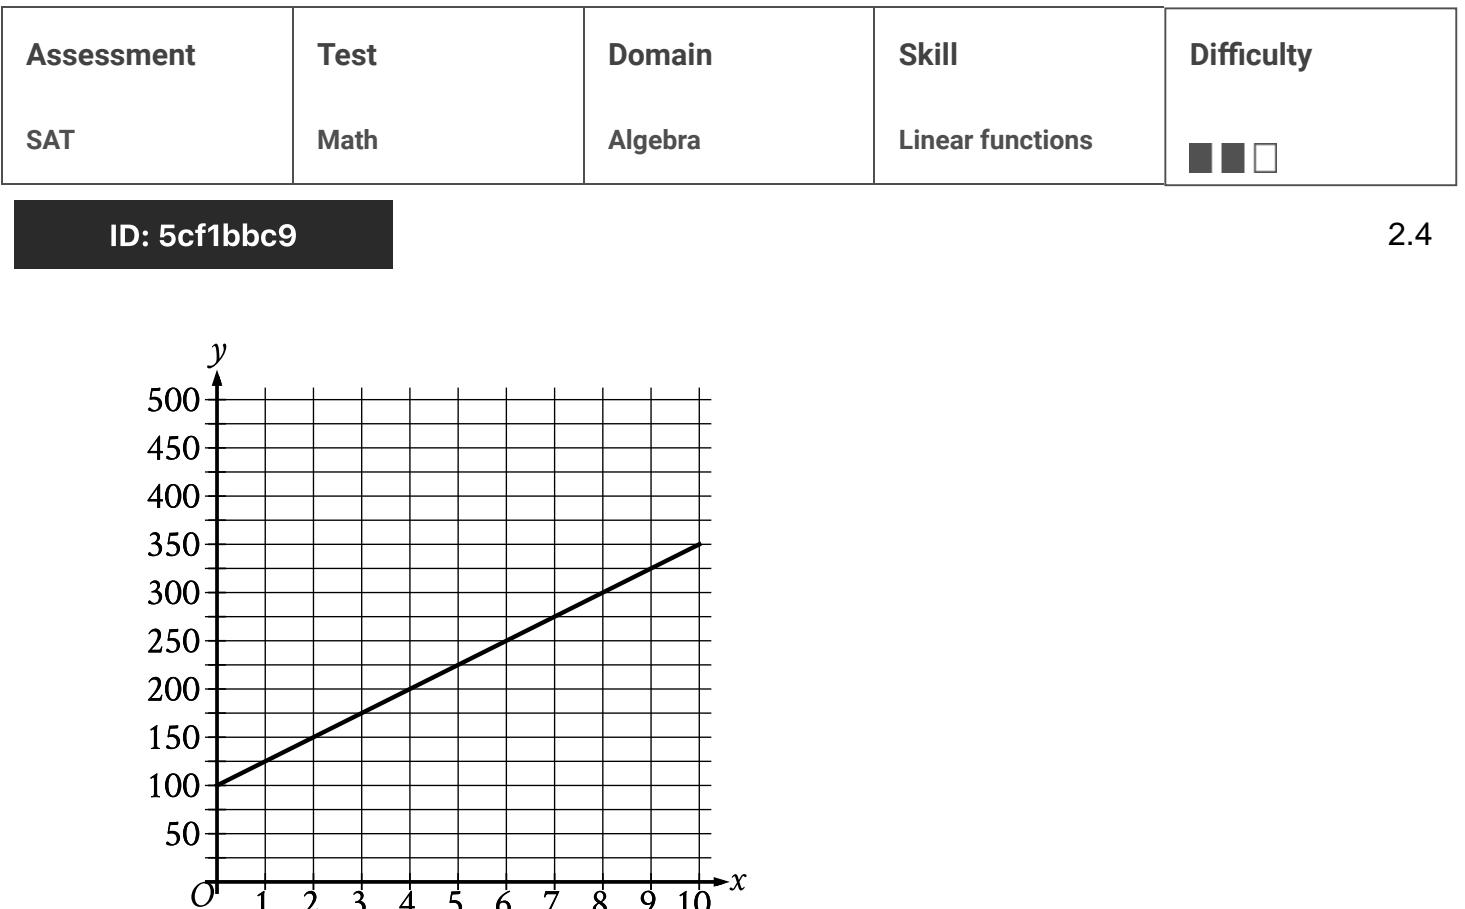 Assessment Test Domain Skill Difficulty
SAT Math Algebra Linear functions
ID: 5cf1bbc9 2.4
y
500
450
400
350
300
250
200
150
100
50
O 1 2 3 4 5 6 7 8 9 10 x